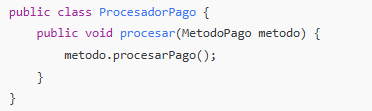 public class ProcesadorPago {
    public void procesar(MetodoPago metodo) {
        metodo.procesarPago();
    }
}